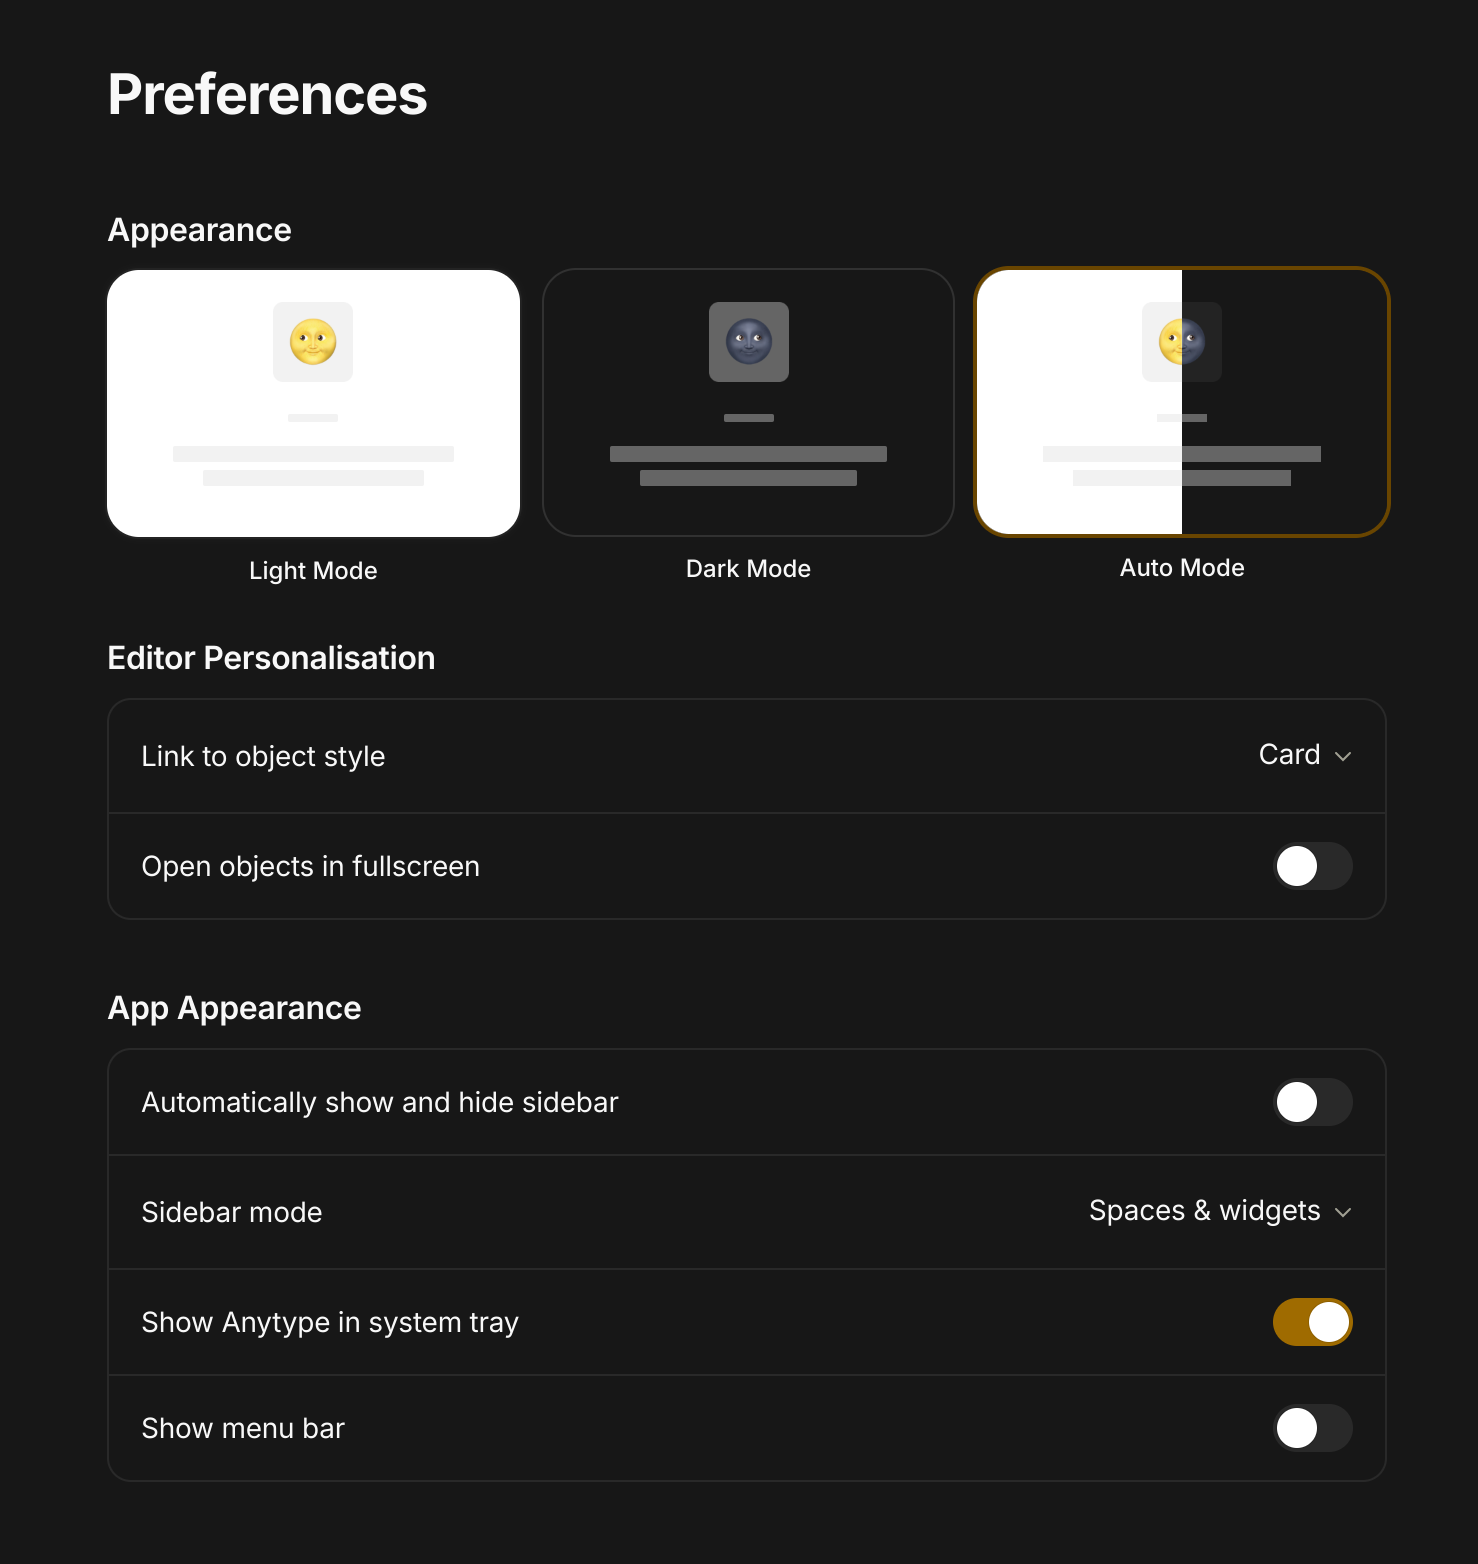 Preferences
Appearance
Light Mode
Dark Mode
Auto Mode
Editor Personalisation
Link to object style
Card
Open objects in fullscreen
App Appearance
Automatically show and hide sidebar
Sidebar mode
Spaces & widgets
Show Anytype in system tray
Show menu bar